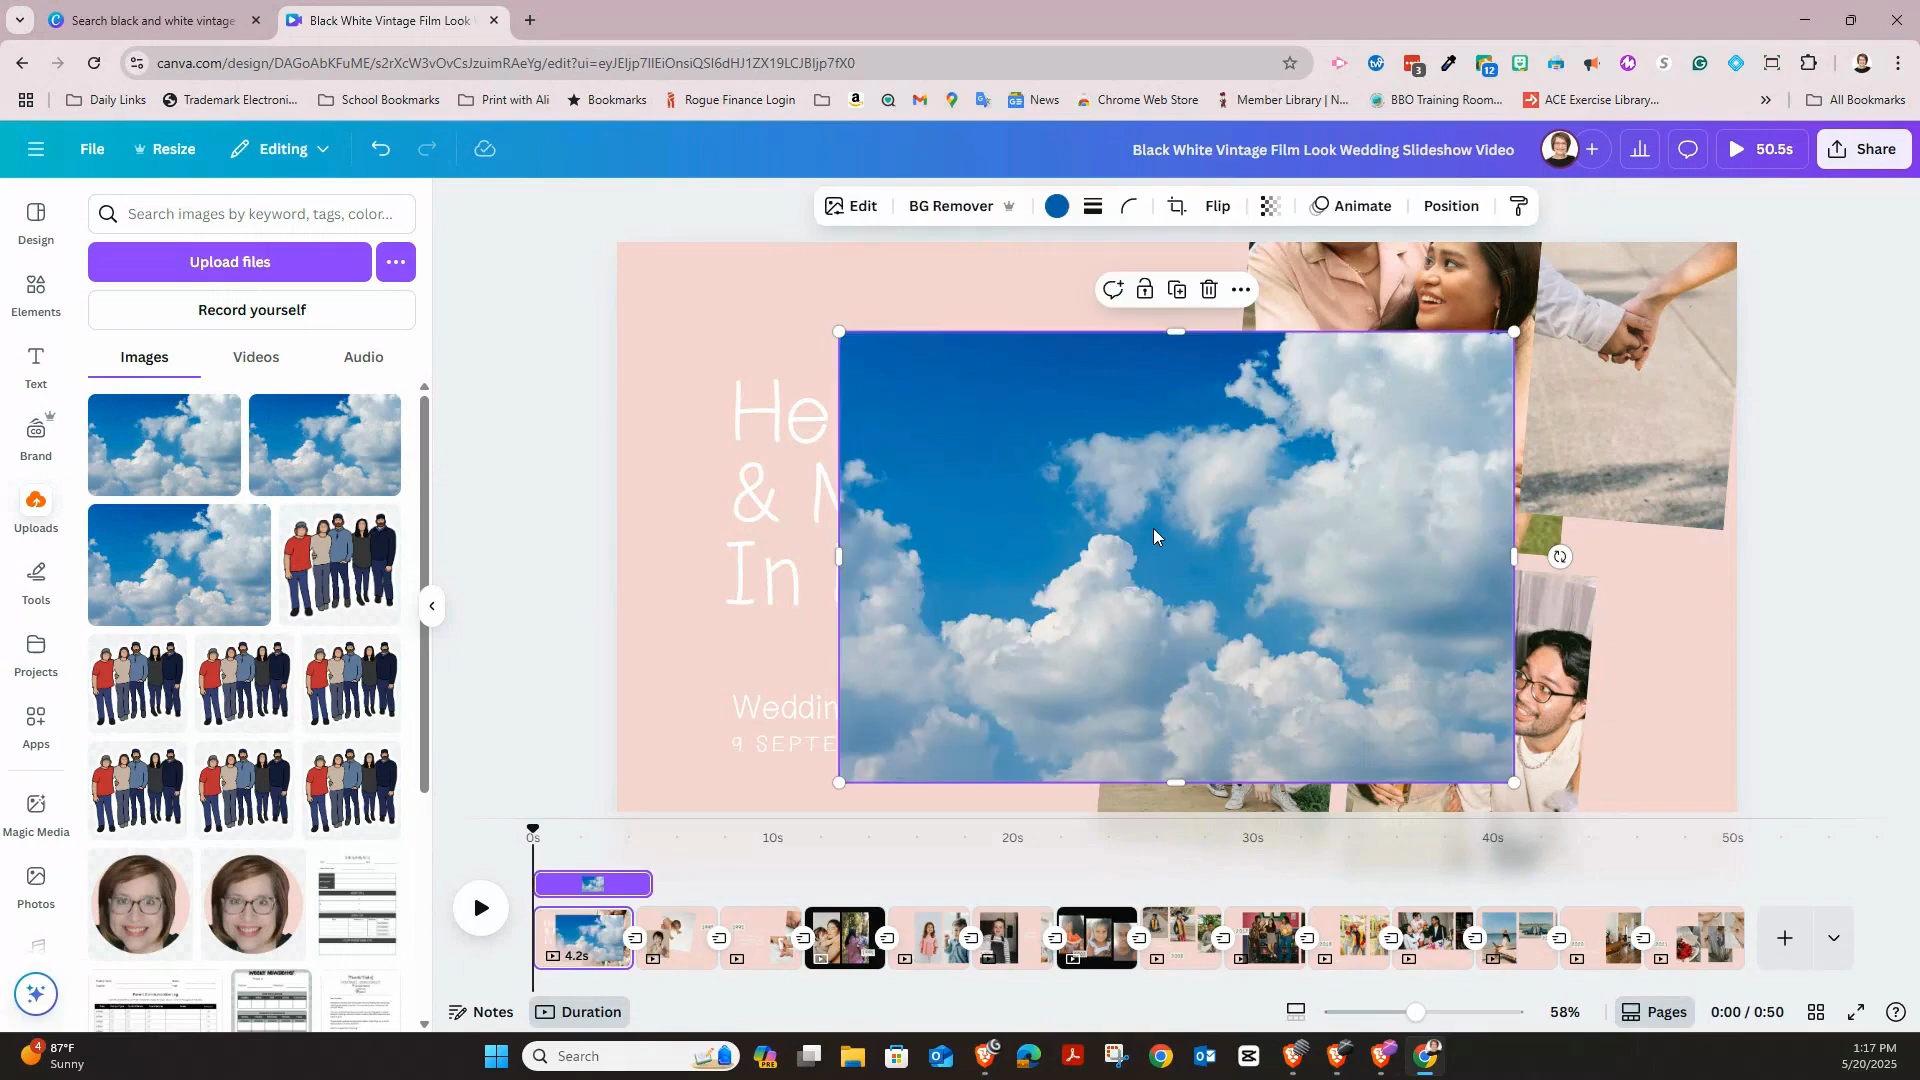 Search black and white vintage
Black White Vintage Film Look
canva.com/design/DAGoAbKFuME/s2rXcW3vOvCsJzuimRAeYg/edit?ui=eyJEIjp7IlEiOnsiQSI6dHJ1ZX19LCJBIjp7fX0
3
12
Daily Links
Trademark Electroni...
School Bookmarks
Print with Ali
Bookmarks
Rogue Finance Login
News
Chrome Web Store
Member Library | N...
BBO Training Room...
ACE Exercise Library...
All Bookmarks
File
Resize
Editing
Black White Vintage Film Look Wedding Slideshow Video
50.5s
Share
Design
Elements
Text
Brand
Uploads
Tools
Projects
Apps
Magic Media
Photos
Search images by keyword, tags, color...
Upload files
Record yourself
Images
Videos
Audio
Edit
BG Remover
Flip
Animate
Position
He
&
In
Weddin
9 SEPTE
0s
10s
20s
30s
40s
50s
4.2s
Notes
Duration
58%
Pages
0:00 / 0:50
4
87°F
Sunny
Search
PRE
1:17 PM
5/20/2025